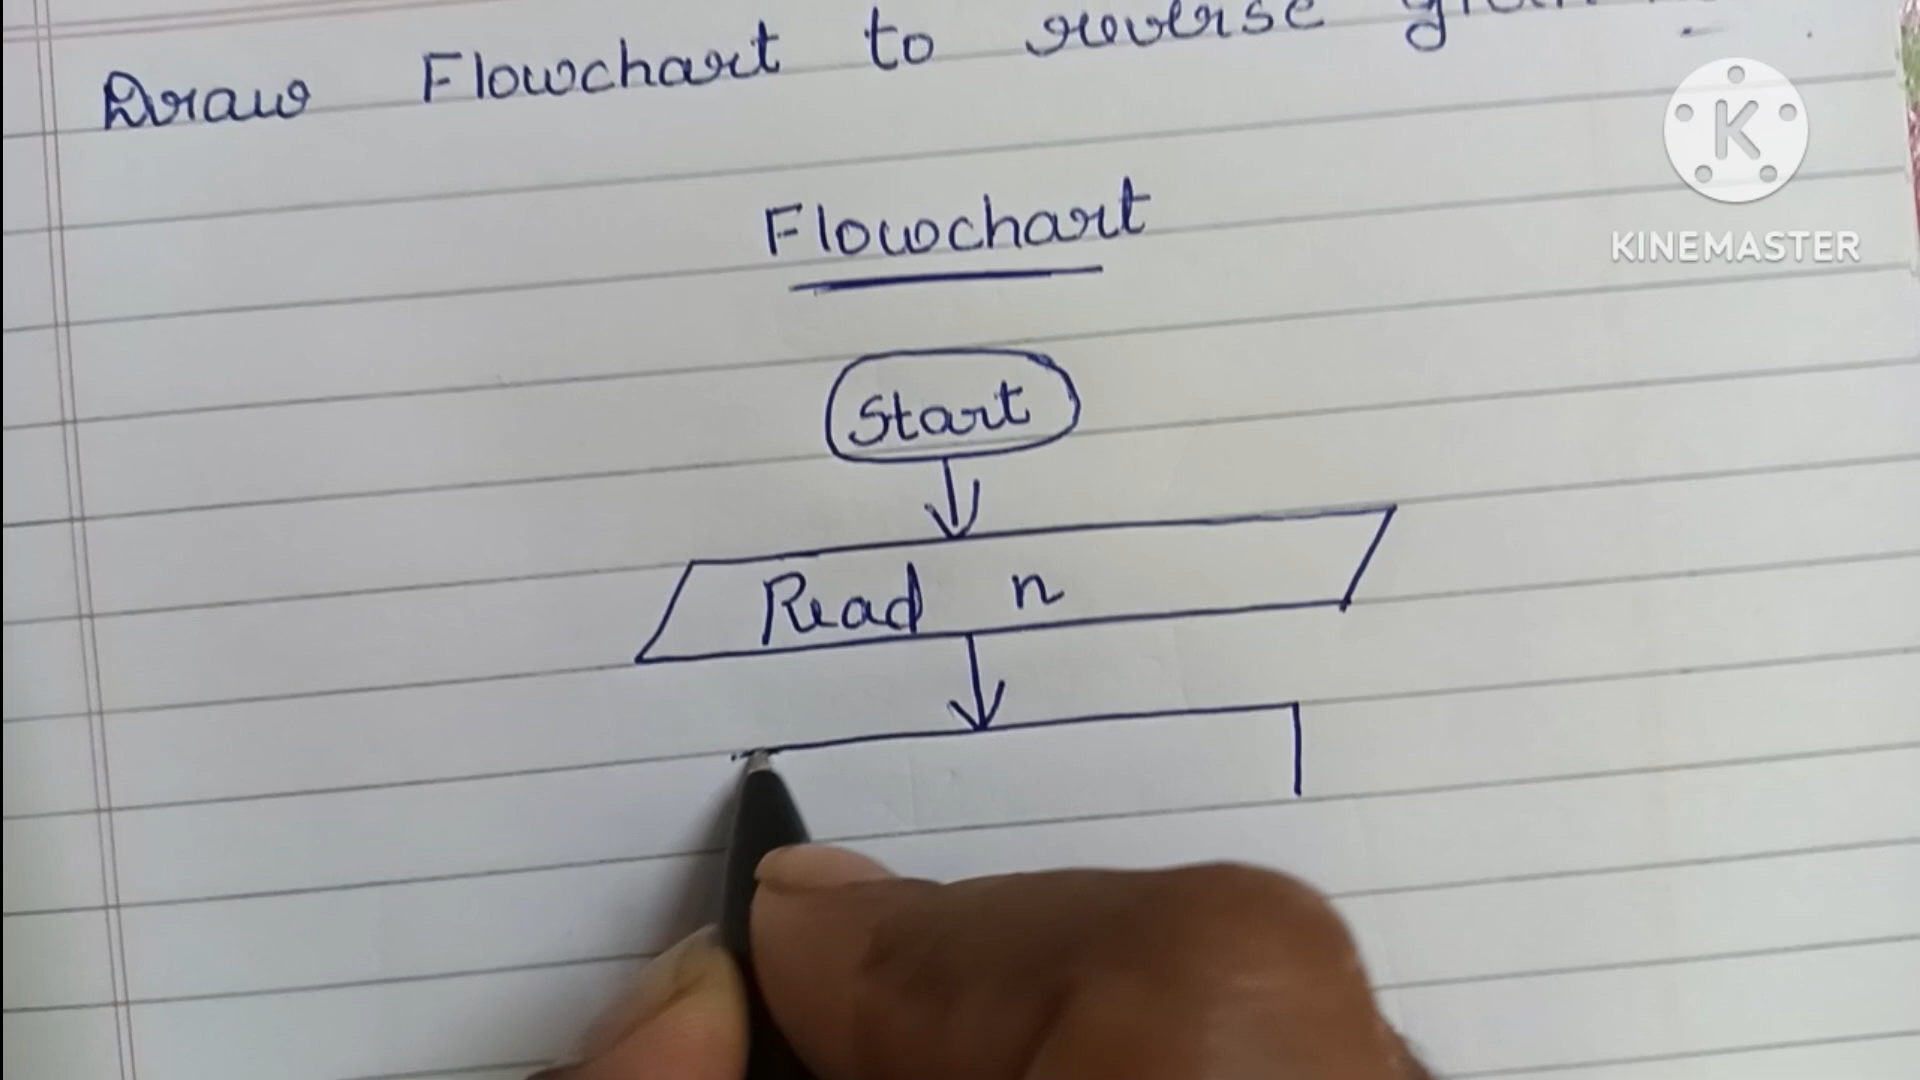 Draw Flowchart to reverse
K
KINEMASTER
Flowchart
Start
Read n